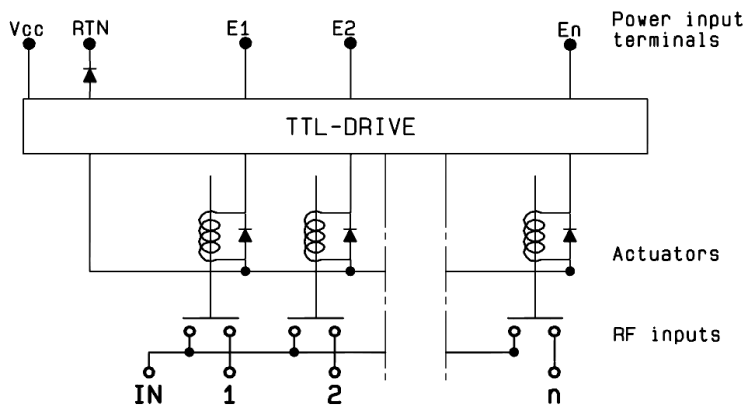 Vcc RTN E1 E2 En Power input
terminals
TTL-DRIVE
Actuators
RF inputs
IN 1 2 n